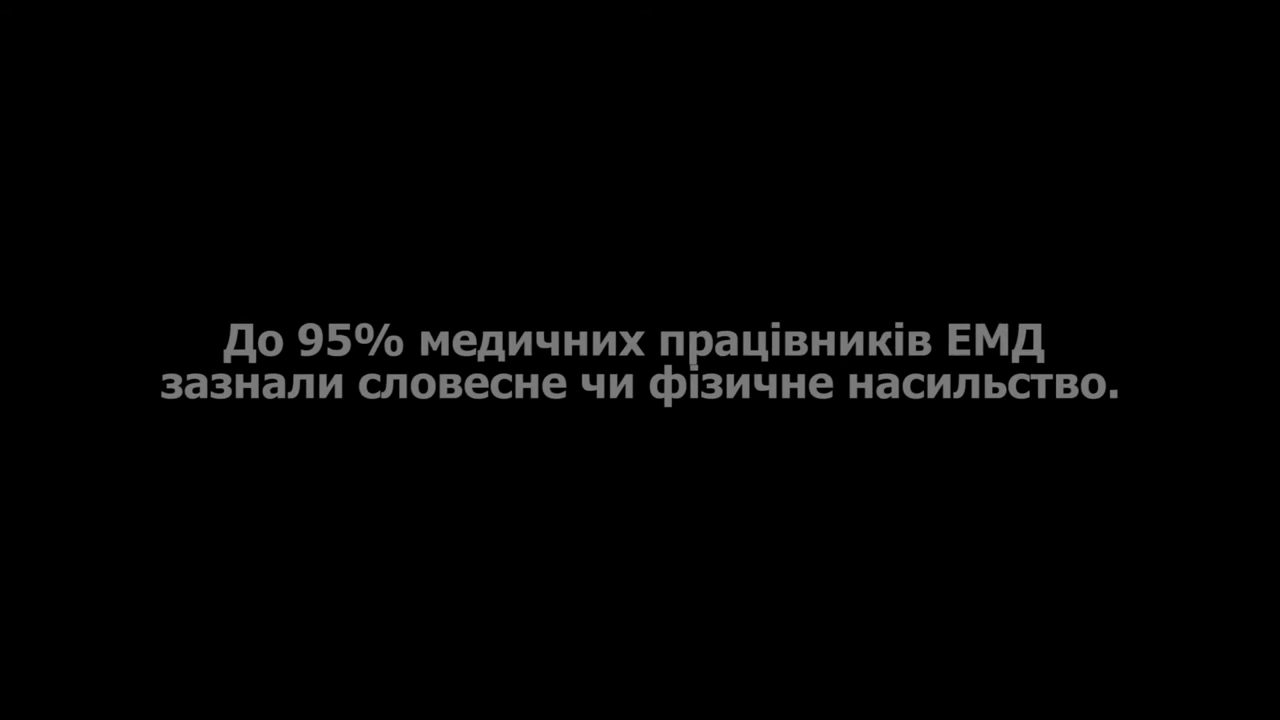 До 95% медичних працівників ЕМД
зазнали словесне чи фізичне насильство.